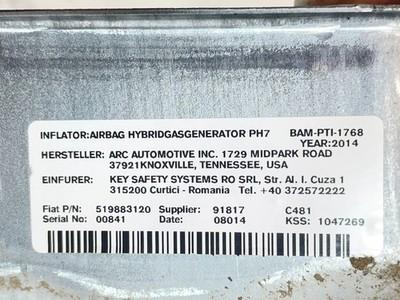 INFLATOR:AIRBAG HYBRIDGASGENERATOR PH7 BAM-PTI-1768
YEAR:2014
HERSTELLER: ARC AUTOMOTIVE INC. 1729 MIDPARK ROAD
37921KNOXVILLE, TENNESSEE, USA
EINFURER: KEY SAFETY SYSTEMS RO SRL, Str. Al. I. Cuza 1
315200 Curtici - Romania Tel. +40 372572222
Fiat P/N: 519883120 Supplier: 91817 C481
Serial No: 00841 Date: 08014 KSS: 1047269